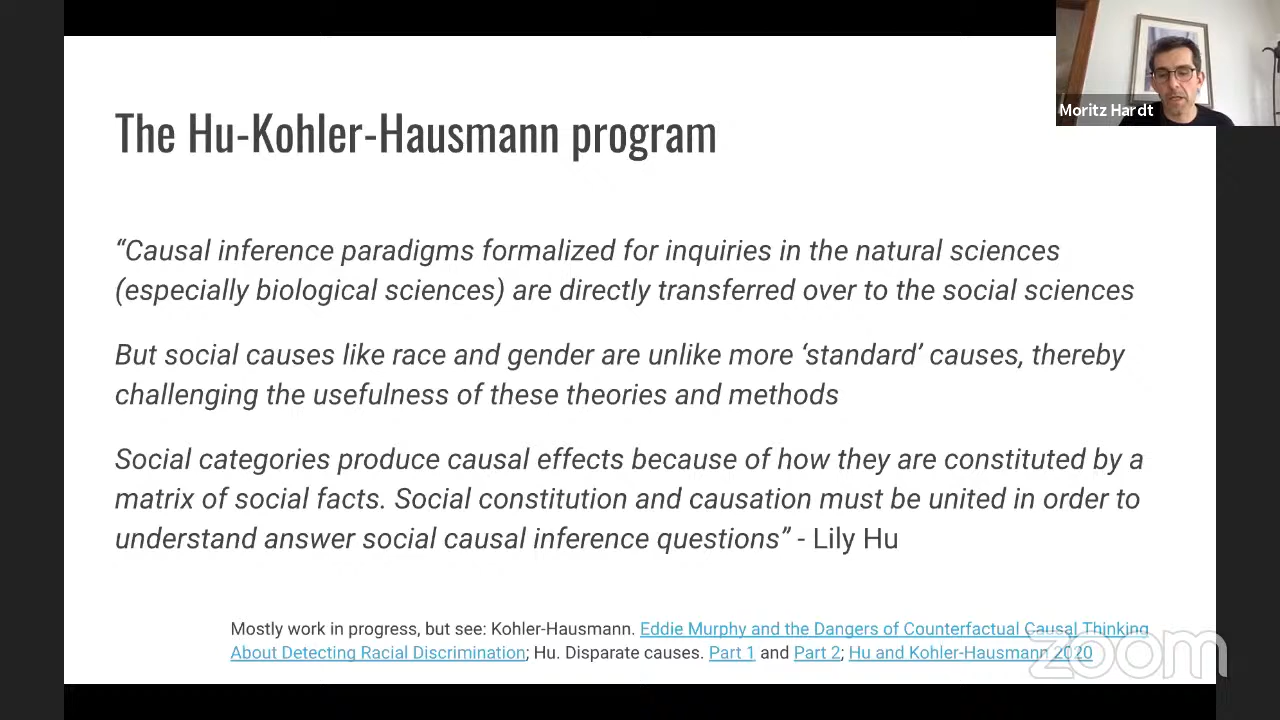 Moritz Hardt
The Hu-Kohler-Hausmann program
“Causal inference paradigms formalized for inquiries in the natural sciences
(especially biological sciences) are directly transferred over to the social sciences
But social causes like race and gender are unlike more ‘standard’ causes, thereby
challenging the usefulness of these theories and methods
Social categories produce causal effects because of how they are constituted by a
matrix of social facts. Social constitution and causation must be united in order to
understand answer social causal inference questions” - Lily Hu
Mostly work in progress, but see: Kohler-Hausmann. Eddie Murphy and the Dangers of Counterfactual Causal Thinking
About Detecting Racial Discrimination; Hu. Disparate causes. Part 1 and Part 2; Hu and Kohler-Hausmann 2020
zoom